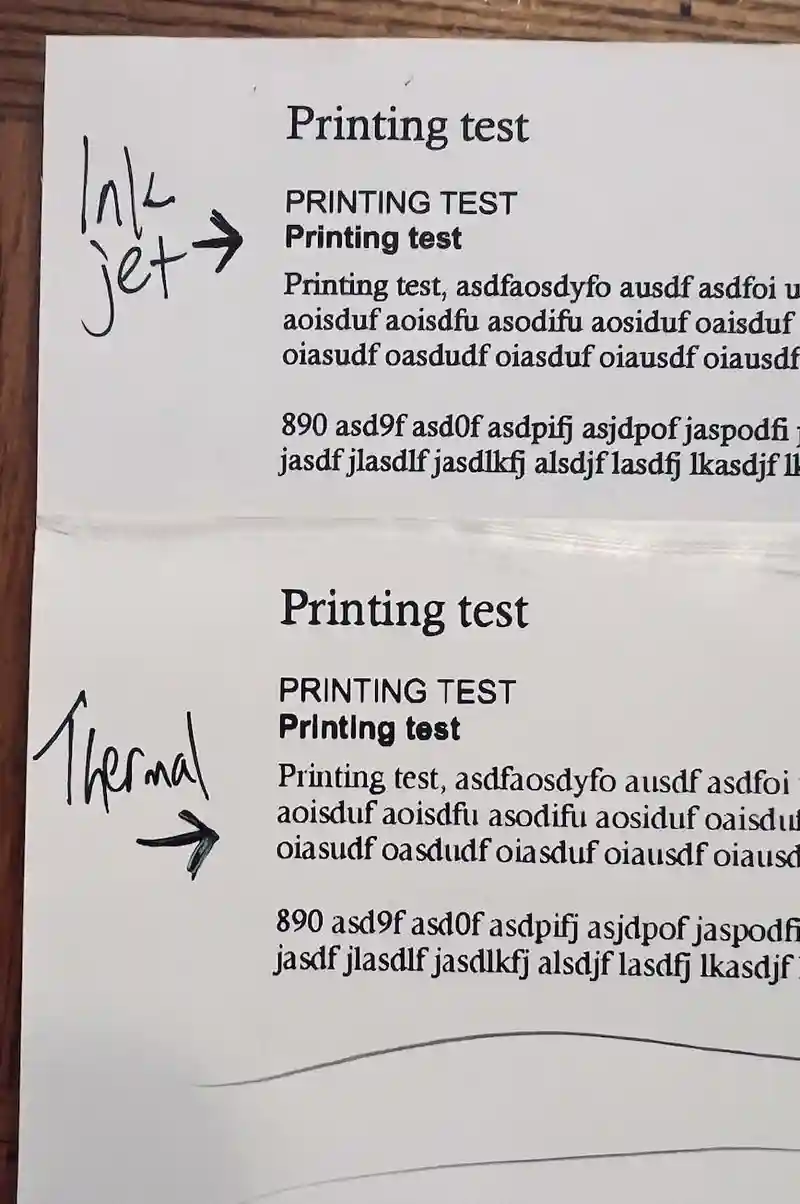 Ink
jet
Printing test
PRINTING TEST
Printing test
Printing test, asdfaosdyfo ausdf asdfoi u
aoisduf aoisdfu asodifu aosiduf oaisduf
oiasudf oasdudf oiasduf oiausdf oiausdf
890 asd9f asd0f asdpifj asjdpof jaspodfi
jasdf jlasdlf jasdlkfj alsdjf lasdfj lkasdjf lk
Thermal
Printing test
PRINTING TEST
Printing test
Printing test, asdfaosdyfo ausdf asdfoi
aoisduf aoisdfu asodifu aosiduf oaisduf
oiasudf oasdudf oiasduf oiausdf oiausd
890 asd9f asd0f asdpifj asjdpof jaspodfi
jasdf jlasdlf jasdlkfj alsdjf lasdfj lkasdjf